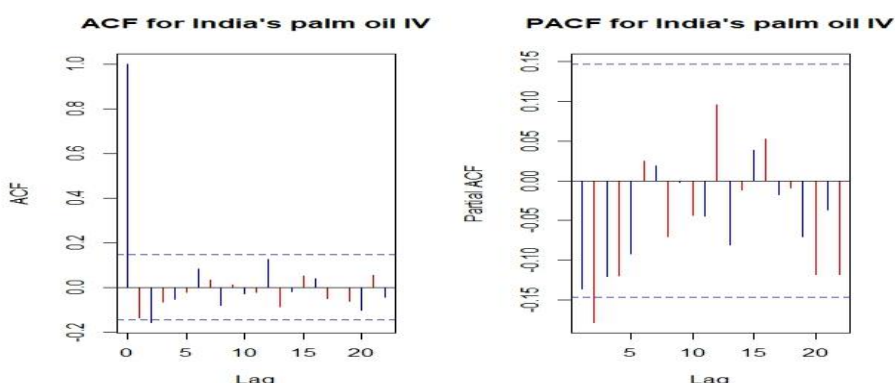 ACF for India's palm oil IV
ACF
1.0
0.8
0.6
0.4
0.2
0.0
-0.2
0 5 10 15 20
Lag
PACF for India's palm oil IV
Partial ACF
0.15
0.10
0.05
0.00
-0.05
-0.10
-0.15
5 10 15 20
Lag